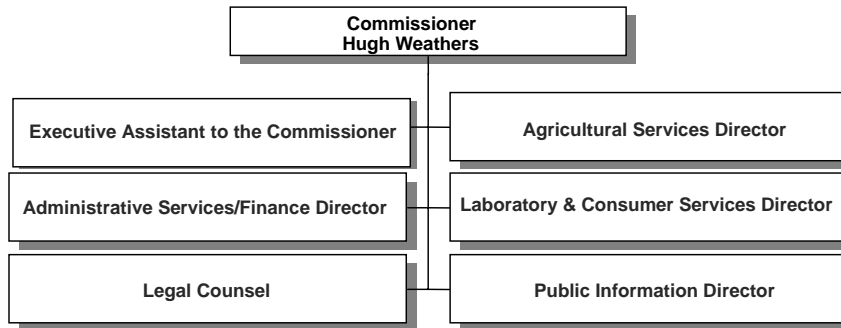 Commissioner
Hugh Weathers
Executive Assistant to the Commissioner
Agricultural Services Director
Administrative Services/Finance Director
Laboratory & Consumer Services Director
Legal Counsel
Public Information Director